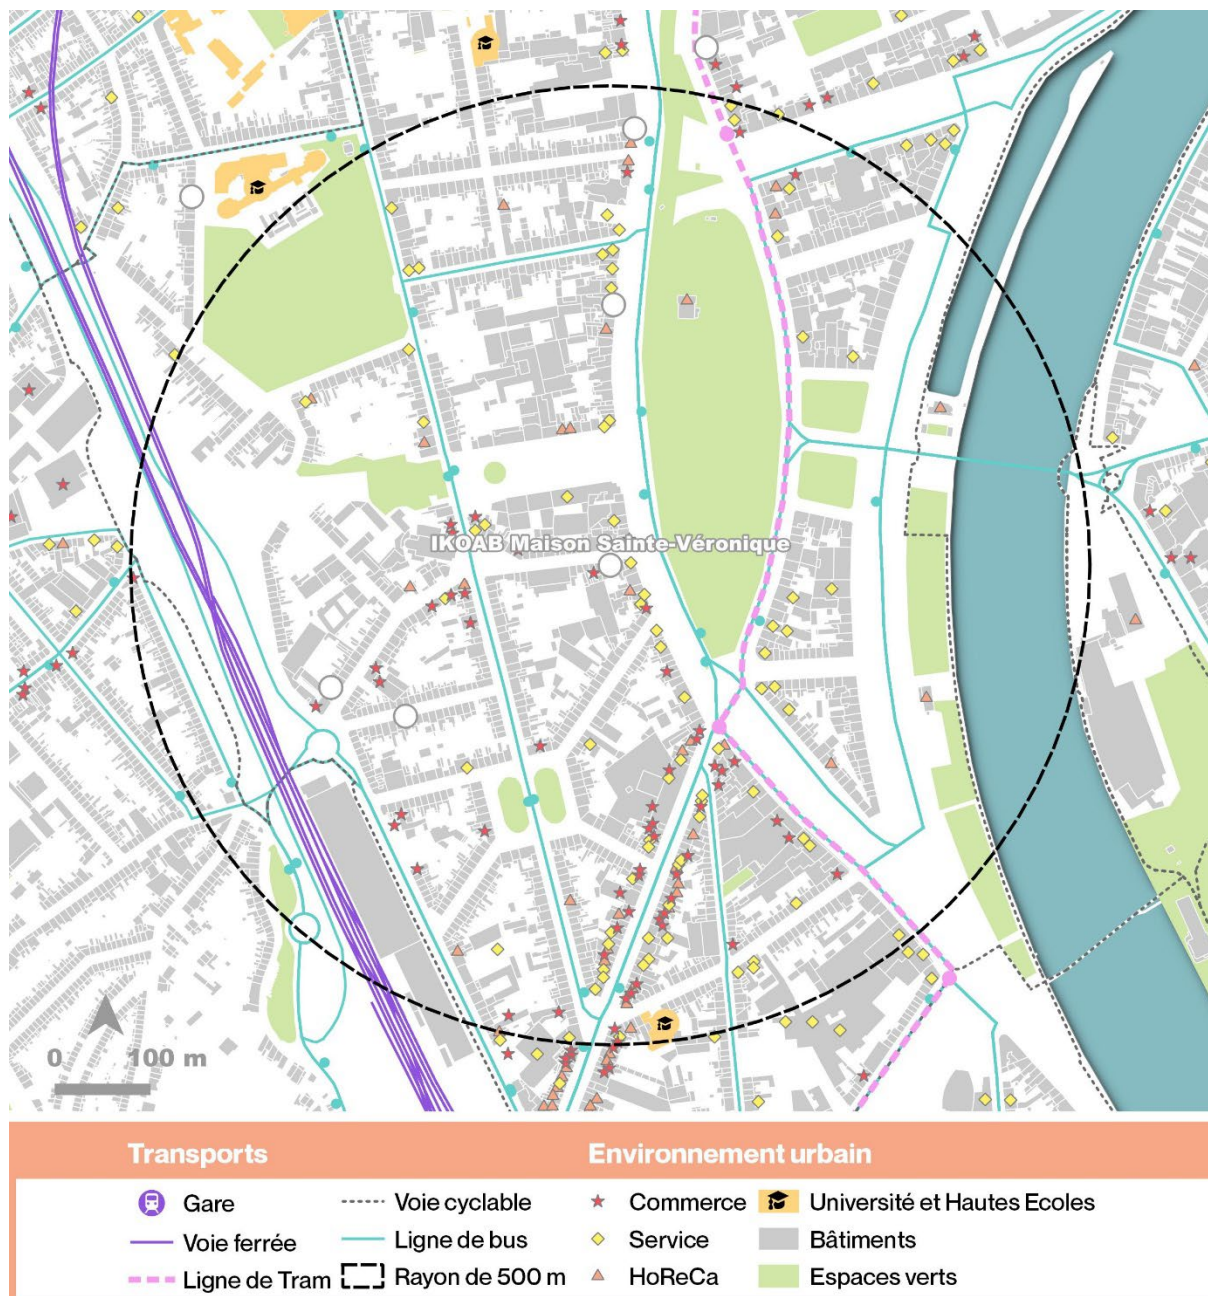 IKOAB Maison Sainte-Véronique
0 100 m
Transports
Environnement urbain
Gare
Voie cyclable
Commerce
Université et Hautes Ecoles
Voie ferrée
Ligne de bus
Service
Bâtiments
Ligne de Tram
Rayon de 500 m
HoReCa
Espaces verts